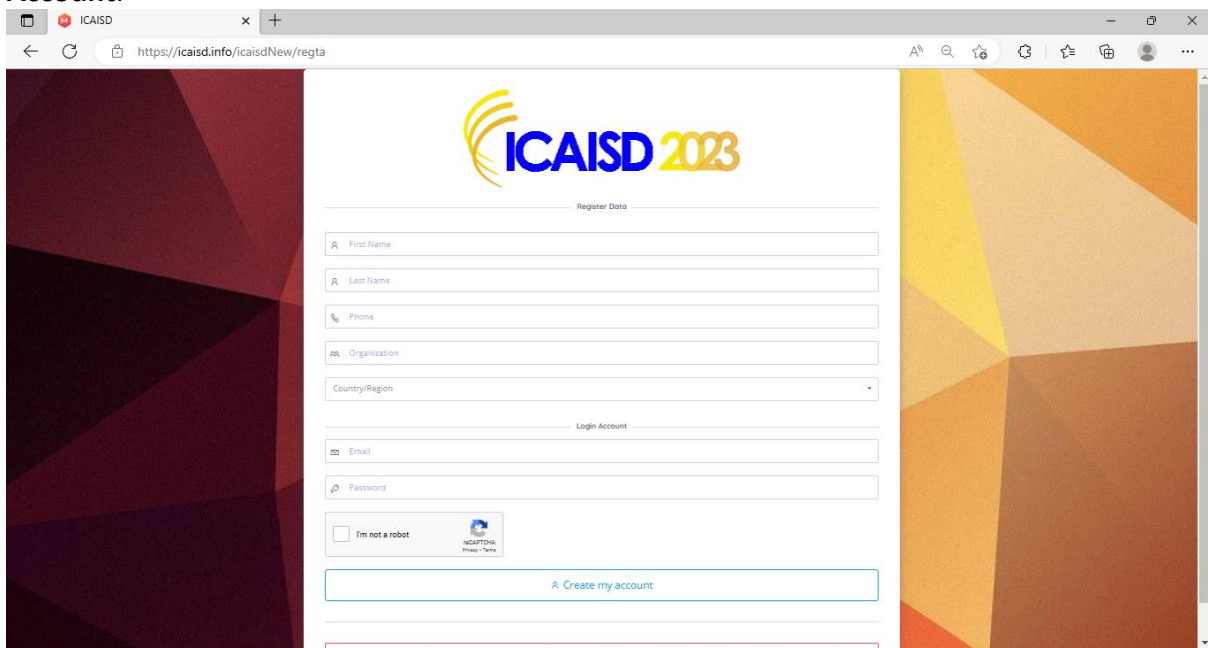 Account.
ICAISD
https://icaisd.info/icaisdNew/regta
ICAISD 2023
Register Data
First Name
Last Name
Phone
Organization
Country/Region
Login Account
Email
Password
I'm not a robot
reCAPTCHA
Privacy - Terms
Create my account